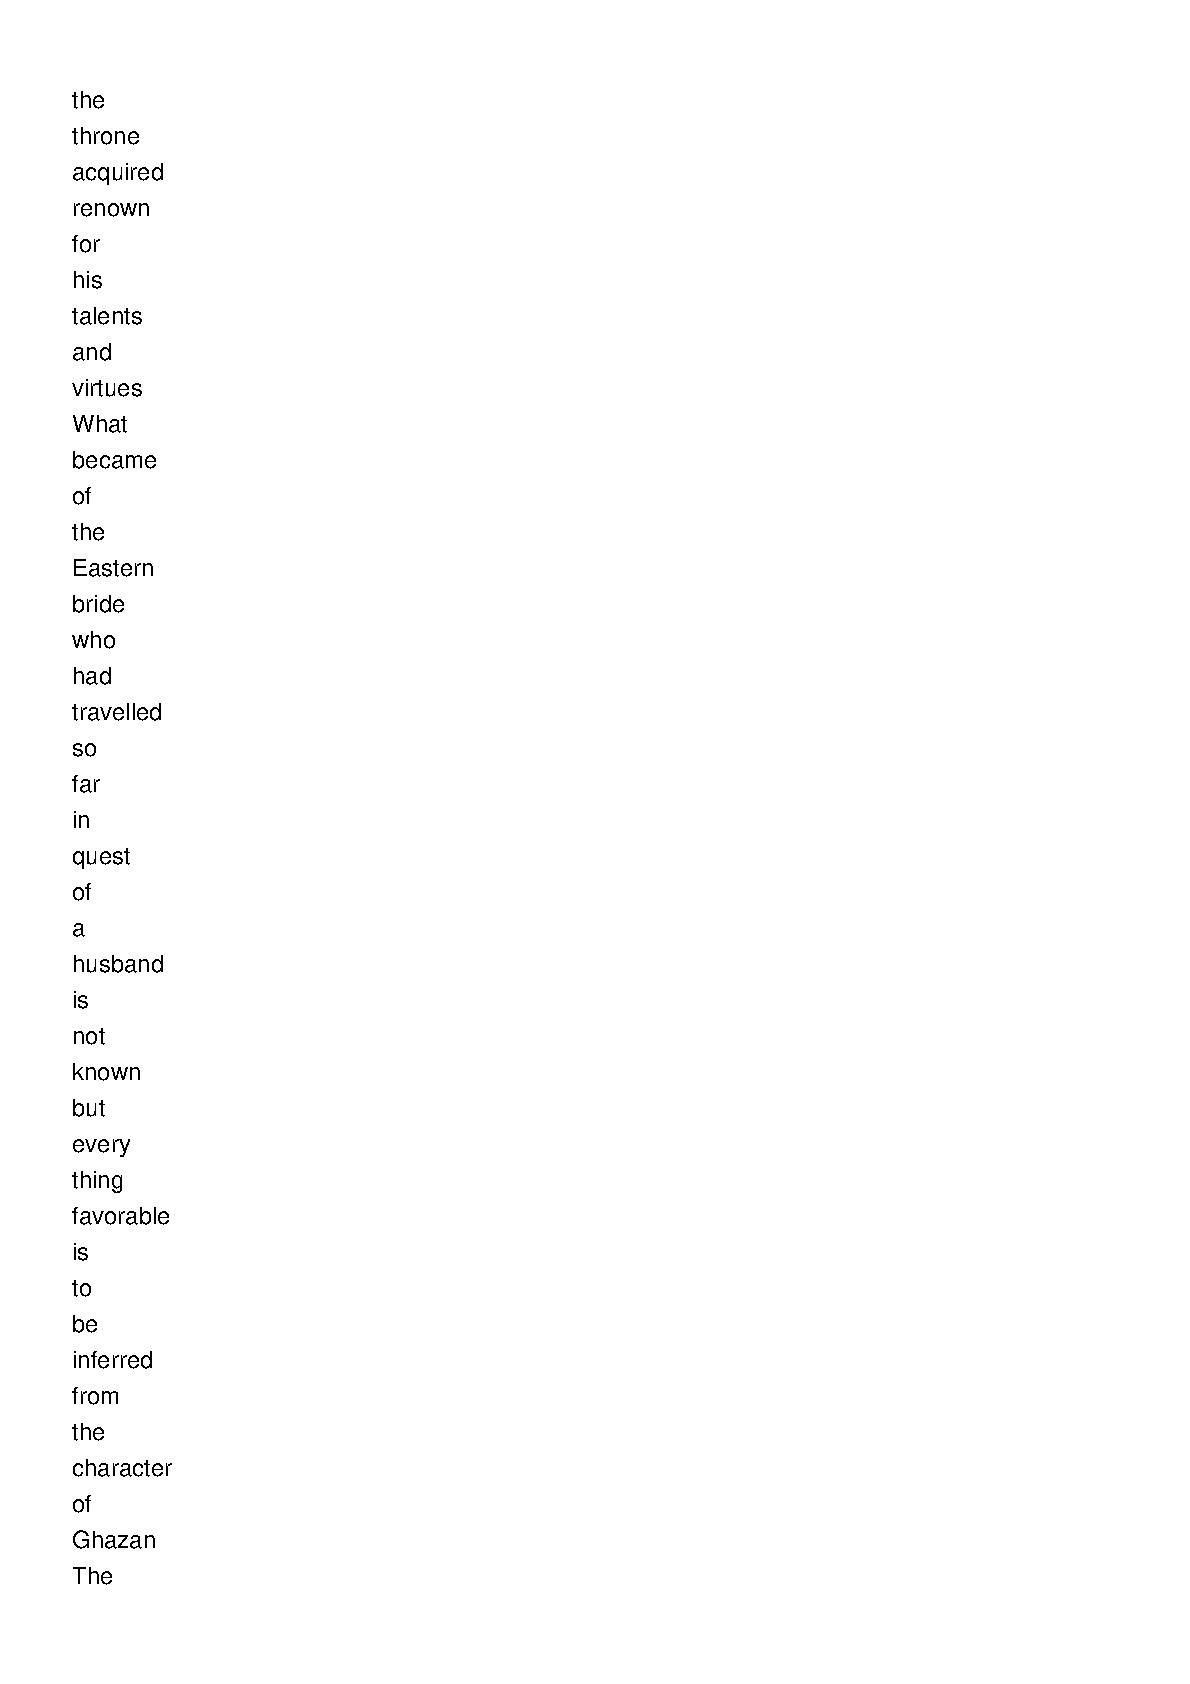 the
throne
acquired
renown
for
his
talents
and
virtues
What
became
of
the
Eastern
bride
who
had
travelled
so
far
in
quest
of
a
husband
is
not
known
but
every
thing
favorable
is
to
be
inferred
from
the
character
of
Ghazan
The